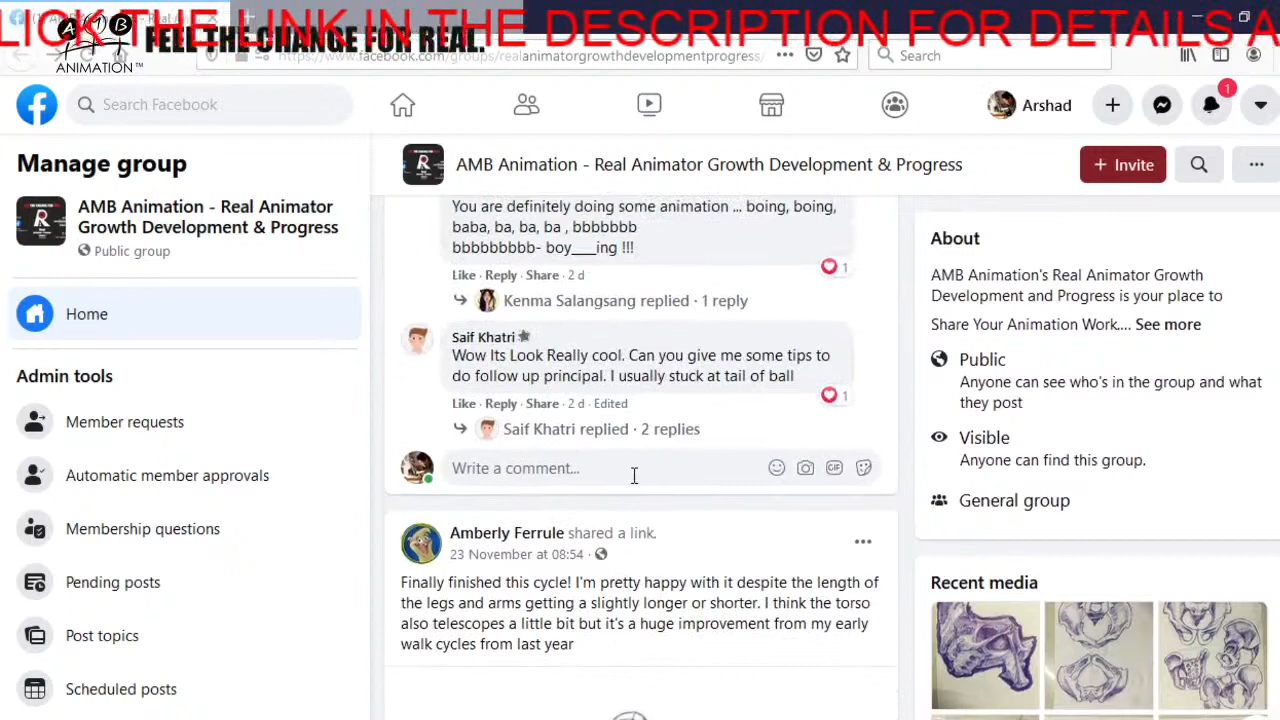 LICK THE LINK IN THE DESCRIPTION FOR DETAILS A
AMB
ANIMATION™
FELL THE CHANGE FOR REAL.
https://www.facebook.com/groups/realanimatorgrowthdevelopmentprogress/
Search
Search Facebook
Arshad
1
Manage group
AMB Animation - Real Animator Growth Development & Progress
Invite
AMB Animation - Real Animator
Growth Development & Progress
Public group
Home
Admin tools
Member requests
Automatic member approvals
Membership questions
Pending posts
Post topics
Scheduled posts
You are definitely doing some animation ... boing, boing,
baba, ba, ba, ba , bbbbbbb
bbbbbbbbb- boy___ing !!!
1
Like · Reply · Share · 2 d
Kenma Salangsang replied · 1 reply
Saif Khatri
Wow Its Look Really cool. Can you give me some tips to
do follow up principal. I usually stuck at tail of ball
1
Like · Reply · Share · 2 d · Edited
Saif Khatri replied · 2 replies
Write a comment...
GIF
Amberly Ferrule shared a link.
23 November at 08:54 ·
Finally finished this cycle! I'm pretty happy with it despite the length of
the legs and arms getting a slightly longer or shorter. I think the torso
also telescopes a little bit but it's a huge improvement from my early
walk cycles from last year
About
AMB Animation's Real Animator Growth
Development and Progress is your place to
Share Your Animation Work.... See more
Public
Anyone can see who's in the group and what
they post
Visible
Anyone can find this group.
General group
Recent media